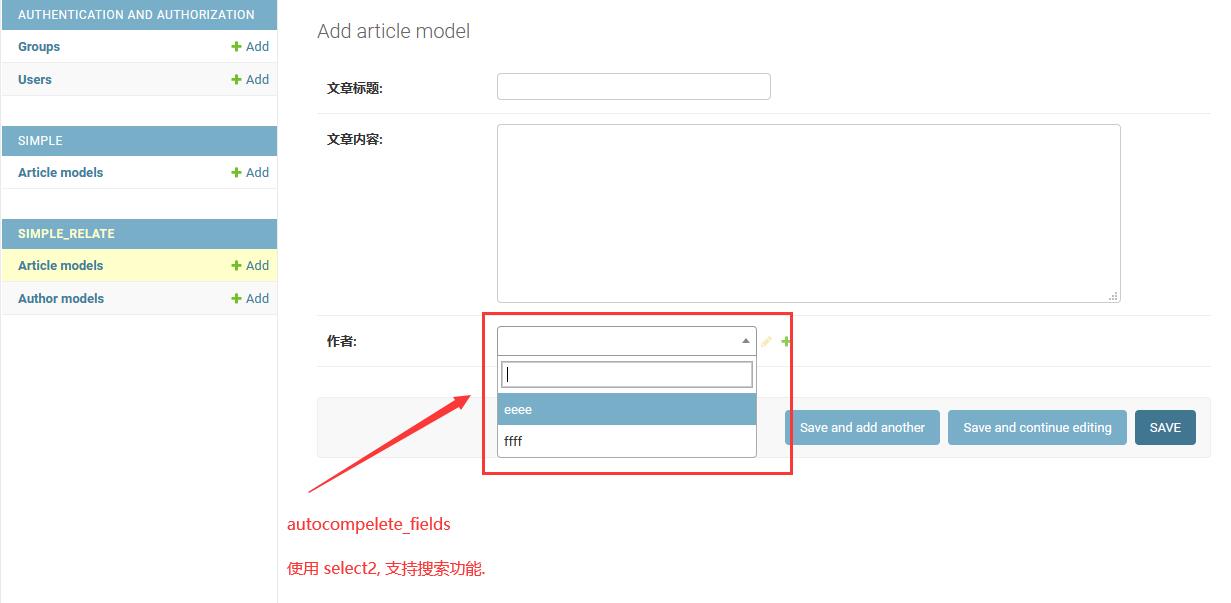 AUTHENTICATION AND AUTHORIZATION
Groups Add
Users Add
SIMPLE
Article models Add
SIMPLE_RELATE
Article models Add
Author models Add
Add article model
文章标题:
文章内容:
作者:
eeee
ffff
Save and add another Save and continue editing SAVE
autocompelete_fields
使用 select2, 支持搜索功能.